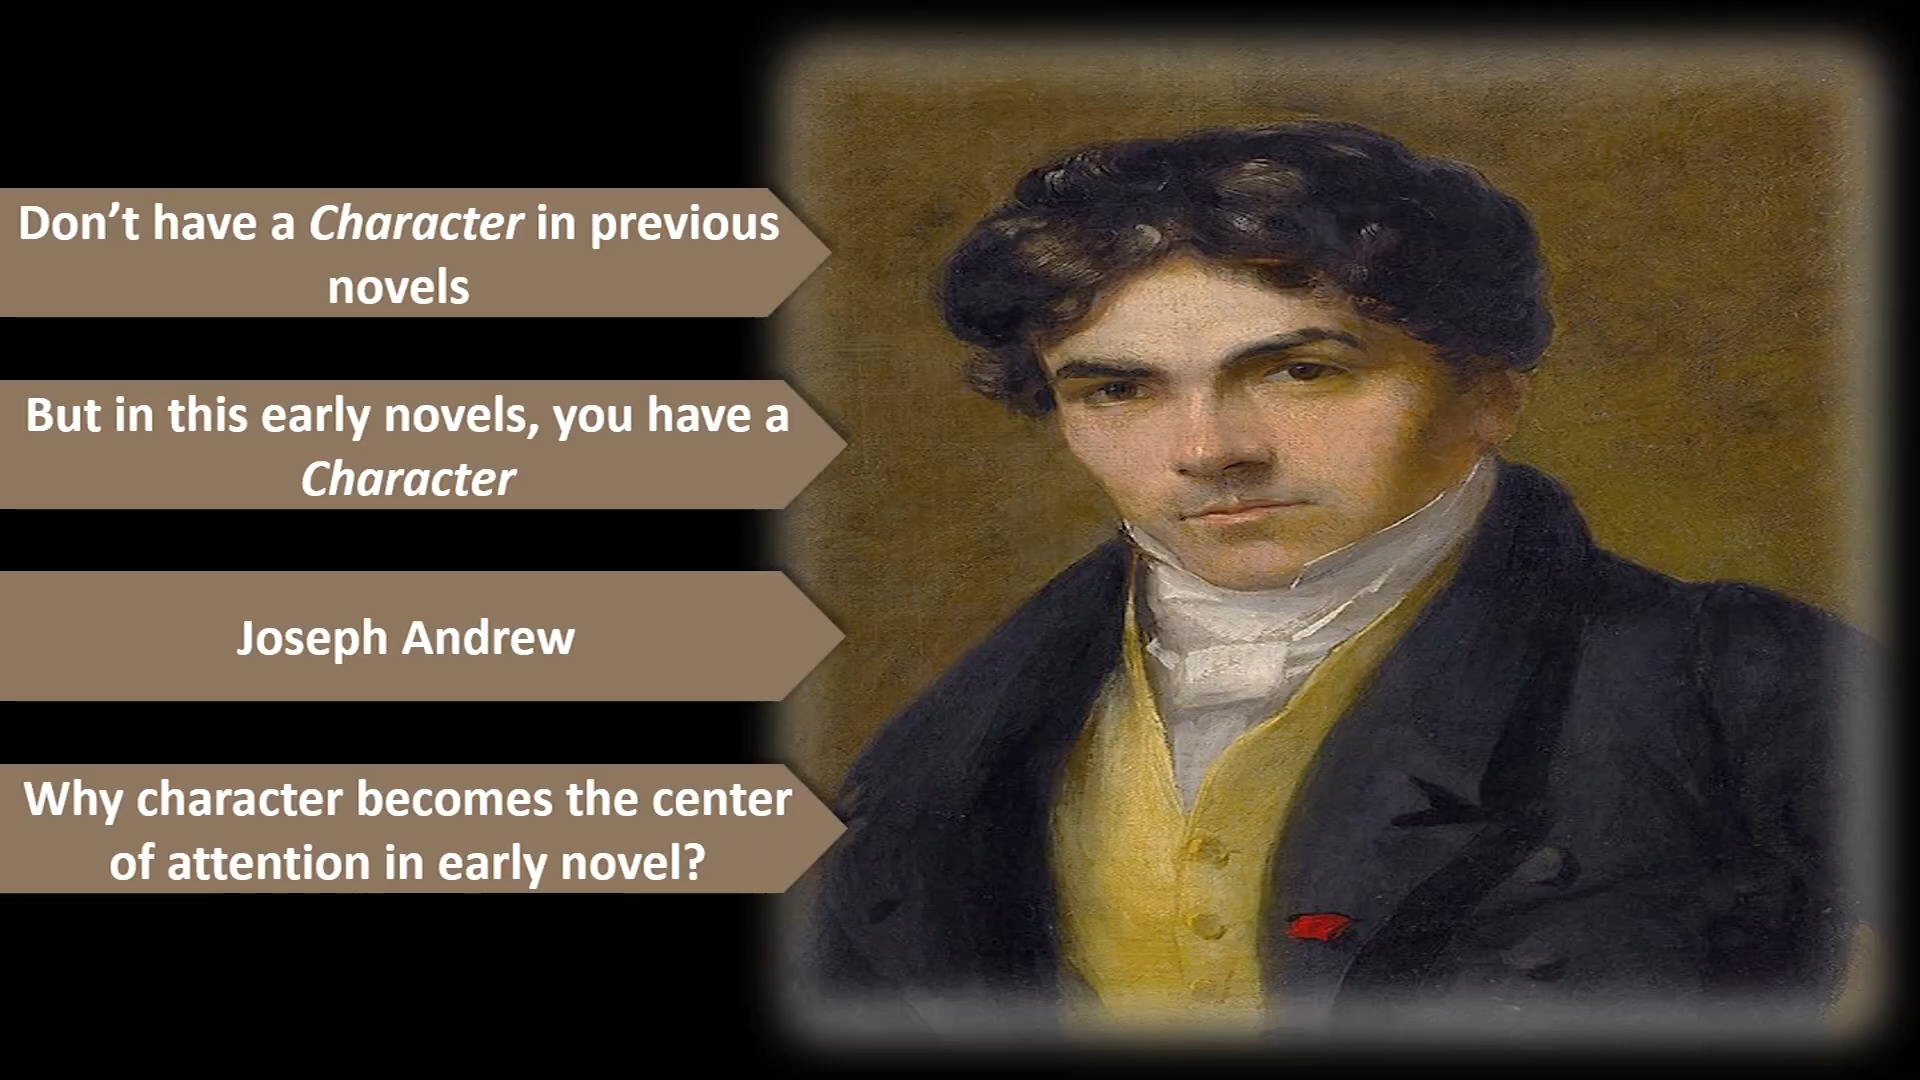 Don’t have a Character in previous
novels
But in this early novels, you have a
Character
Joseph Andrew
Why character becomes the center
of attention in early novel?